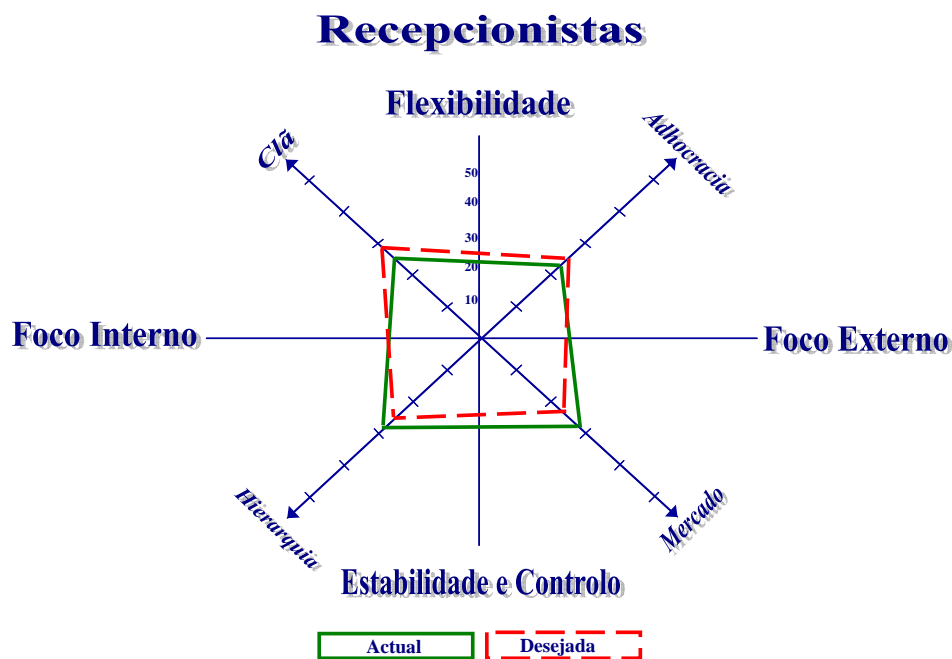 Recepcionistas
Flexibilidade
Clã
Adhocracia
50
40
30
20
10
Foco Interno
Foco Externo
Hierarquia
Mercado
Estabilidade e Controlo
Actual
Desejada